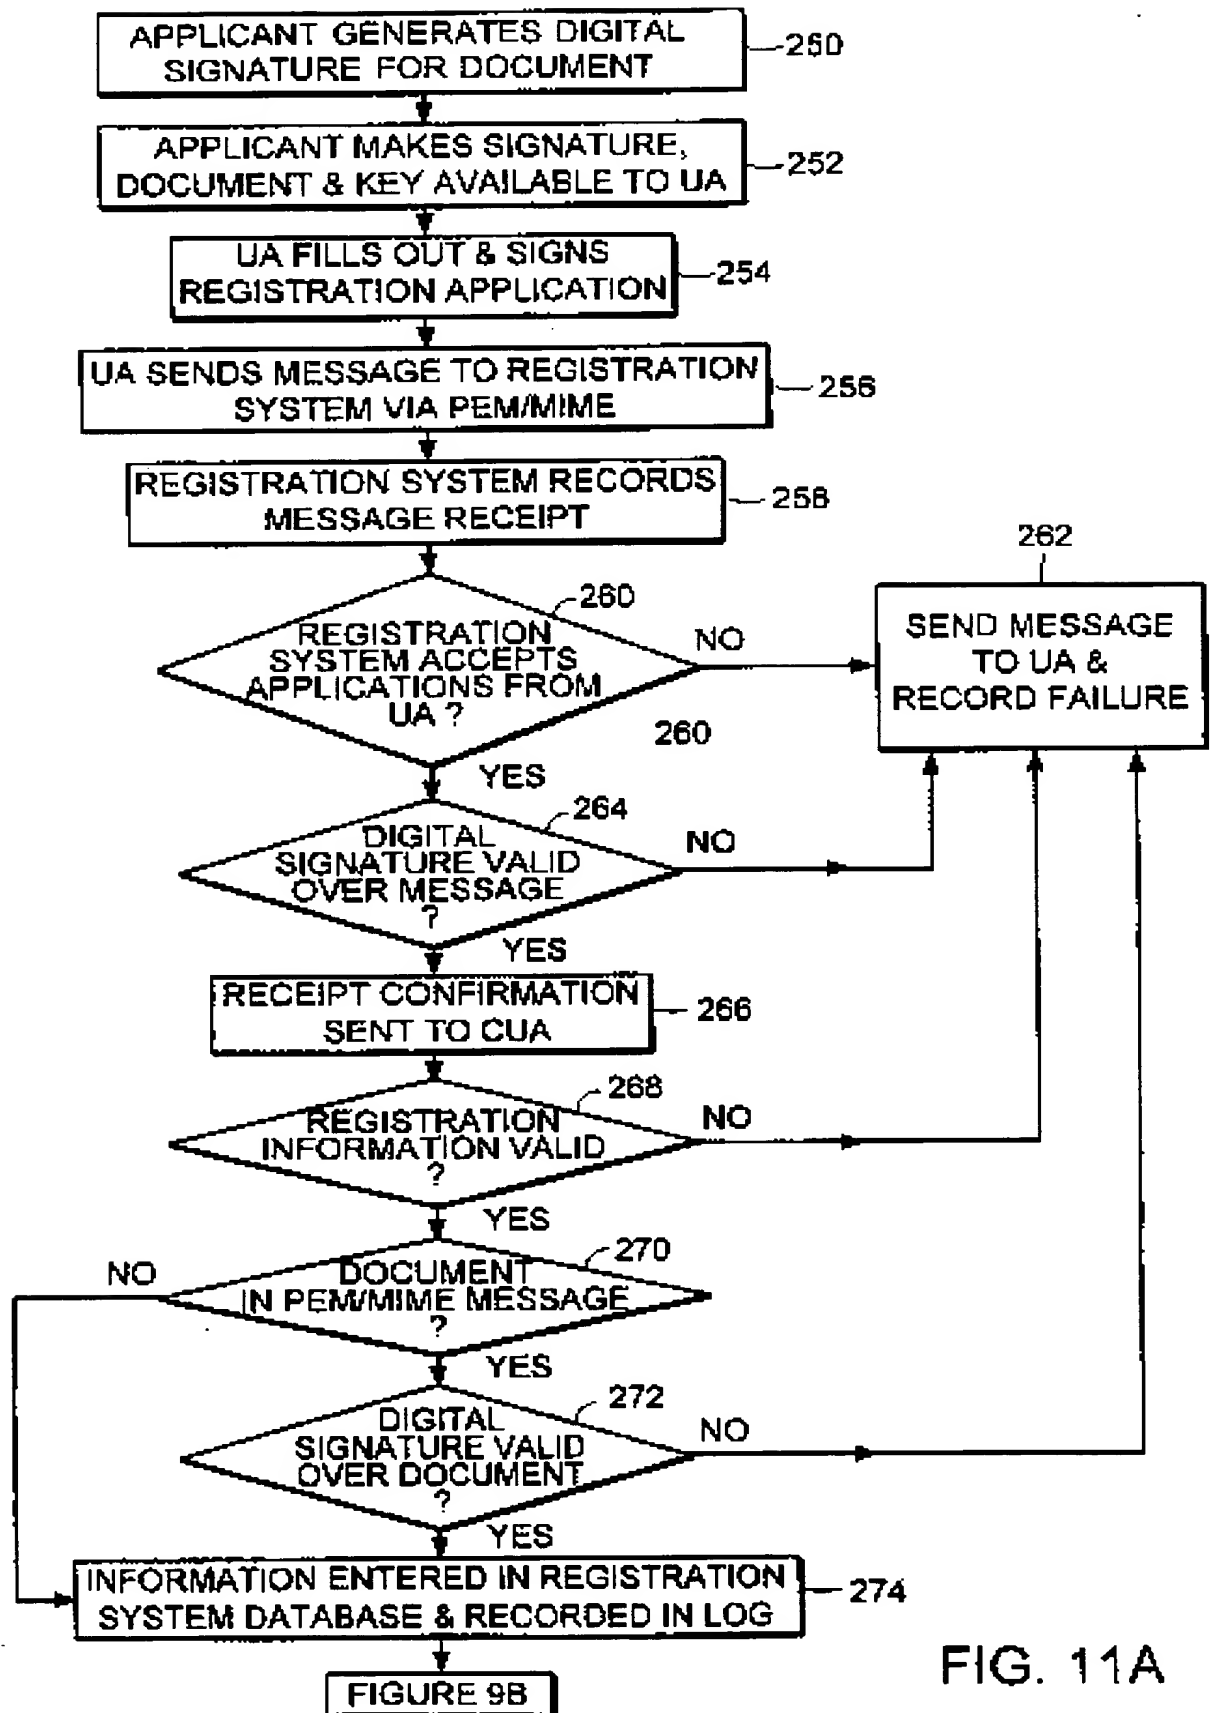 APPLICANT GENERATES DIGITAL
SIGNATURE FOR DOCUMENT
250
APPLICANT MAKES SIGNATURE,
DOCUMENT & KEY AVAILABLE TO UA
252
UA FILLS OUT & SIGNS
REGISTRATION APPLICATION
254
UA SENDS MESSAGE TO REGISTRATION
SYSTEM VIA PEM/MIME
256
REGISTRATION SYSTEM RECORDS
MESSAGE RECEIPT
258
260
REGISTRATION
SYSTEM ACCEPTS
APPLICATIONS FROM
UA ?
NO
260
YES
262
SEND MESSAGE
TO UA &
RECORD FAILURE
264
DIGITAL
SIGNATURE VALID
OVER MESSAGE
?
NO
YES
RECEIPT CONFIRMATION
SENT TO CUA
266
268
REGISTRATION
INFORMATION VALID
?
NO
YES
270
DOCUMENT
IN PEM/MIME MESSAGE
?
NO
YES
272
DIGITAL
SIGNATURE VALID
OVER DOCUMENT
?
NO
YES
INFORMATION ENTERED IN REGISTRATION
SYSTEM DATABASE & RECORDED IN LOG
274
FIGURE 9B
FIG. 11A